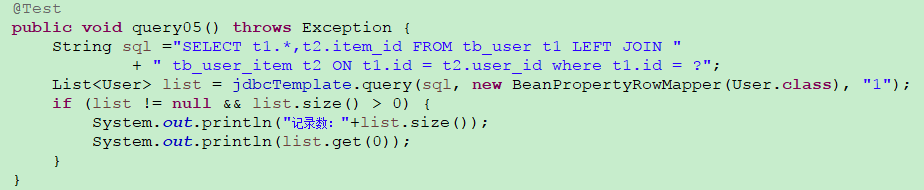 @Test
public void query05() throws Exception {
    String sql ="SELECT t1.*,t2.item_id FROM tb_user t1 LEFT JOIN "
            + " tb_user_item t2 ON t1.id = t2.user_id where t1.id = ?";
    List<User> list = jdbcTemplate.query(sql, new BeanPropertyRowMapper(User.class), "1");
    if (list != null && list.size() > 0) {
        System.out.println("记录数："+list.size());
        System.out.println(list.get(0));
    }
}